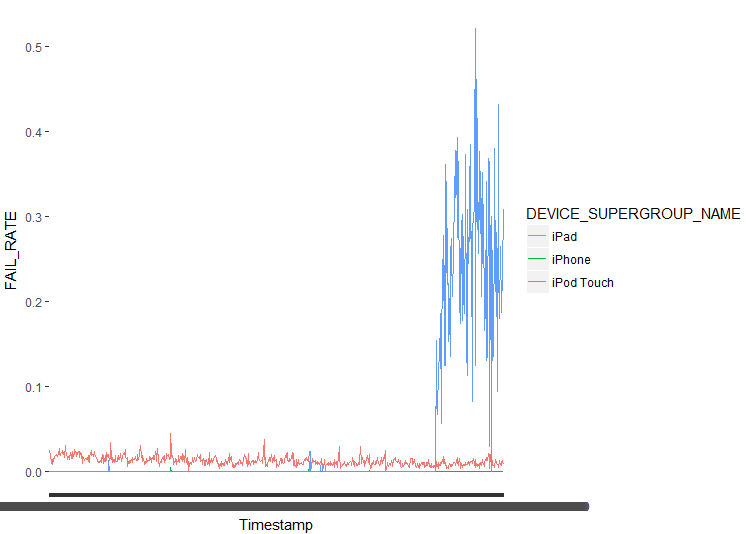 0.5
0.4
0.3
0.2
0.1
0.0
FAIL_RATE
Timestamp
DEVICE_SUPERGROUP_NAME
iPad
iPhone
iPod Touch